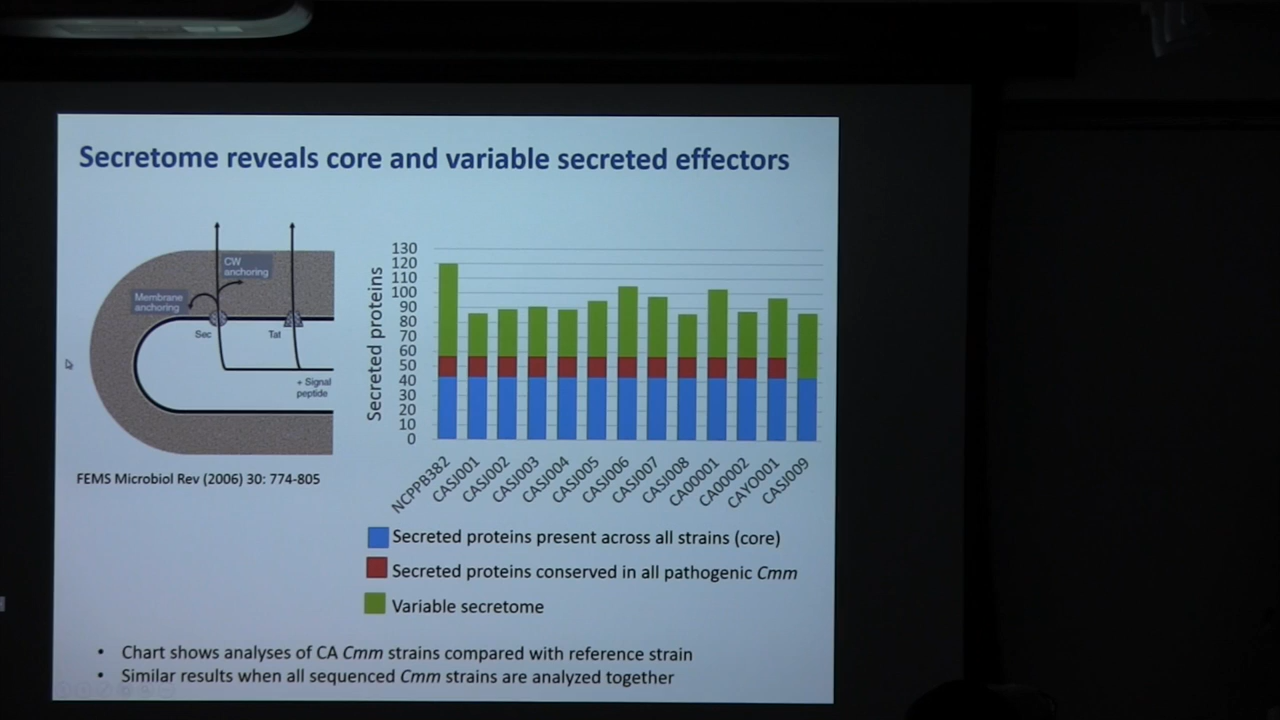 Secretome reveals core and variable secreted effectors
CW
anchoring
Membrane
anchoring
Sec
Tat
+ Signal
peptide
FEMS Microbiol Rev (2006) 30: 774-805
Secreted proteins
130
120
110
100
90
80
70
60
50
40
30
20
10
0
NCPPB382
CASJ001
CASJ002
CASJ003
CASJ004
CASJ005
CASJ006
CASJ007
CASJ008
CA00001
CA00002
CAY0001
CASJ009
Secreted proteins present across all strains (core)
Secreted proteins conserved in all pathogenic Cmm
Variable secretome
• Chart shows analyses of CA Cmm strains compared with reference strain
• Similar results when all sequenced Cmm strains are analyzed together